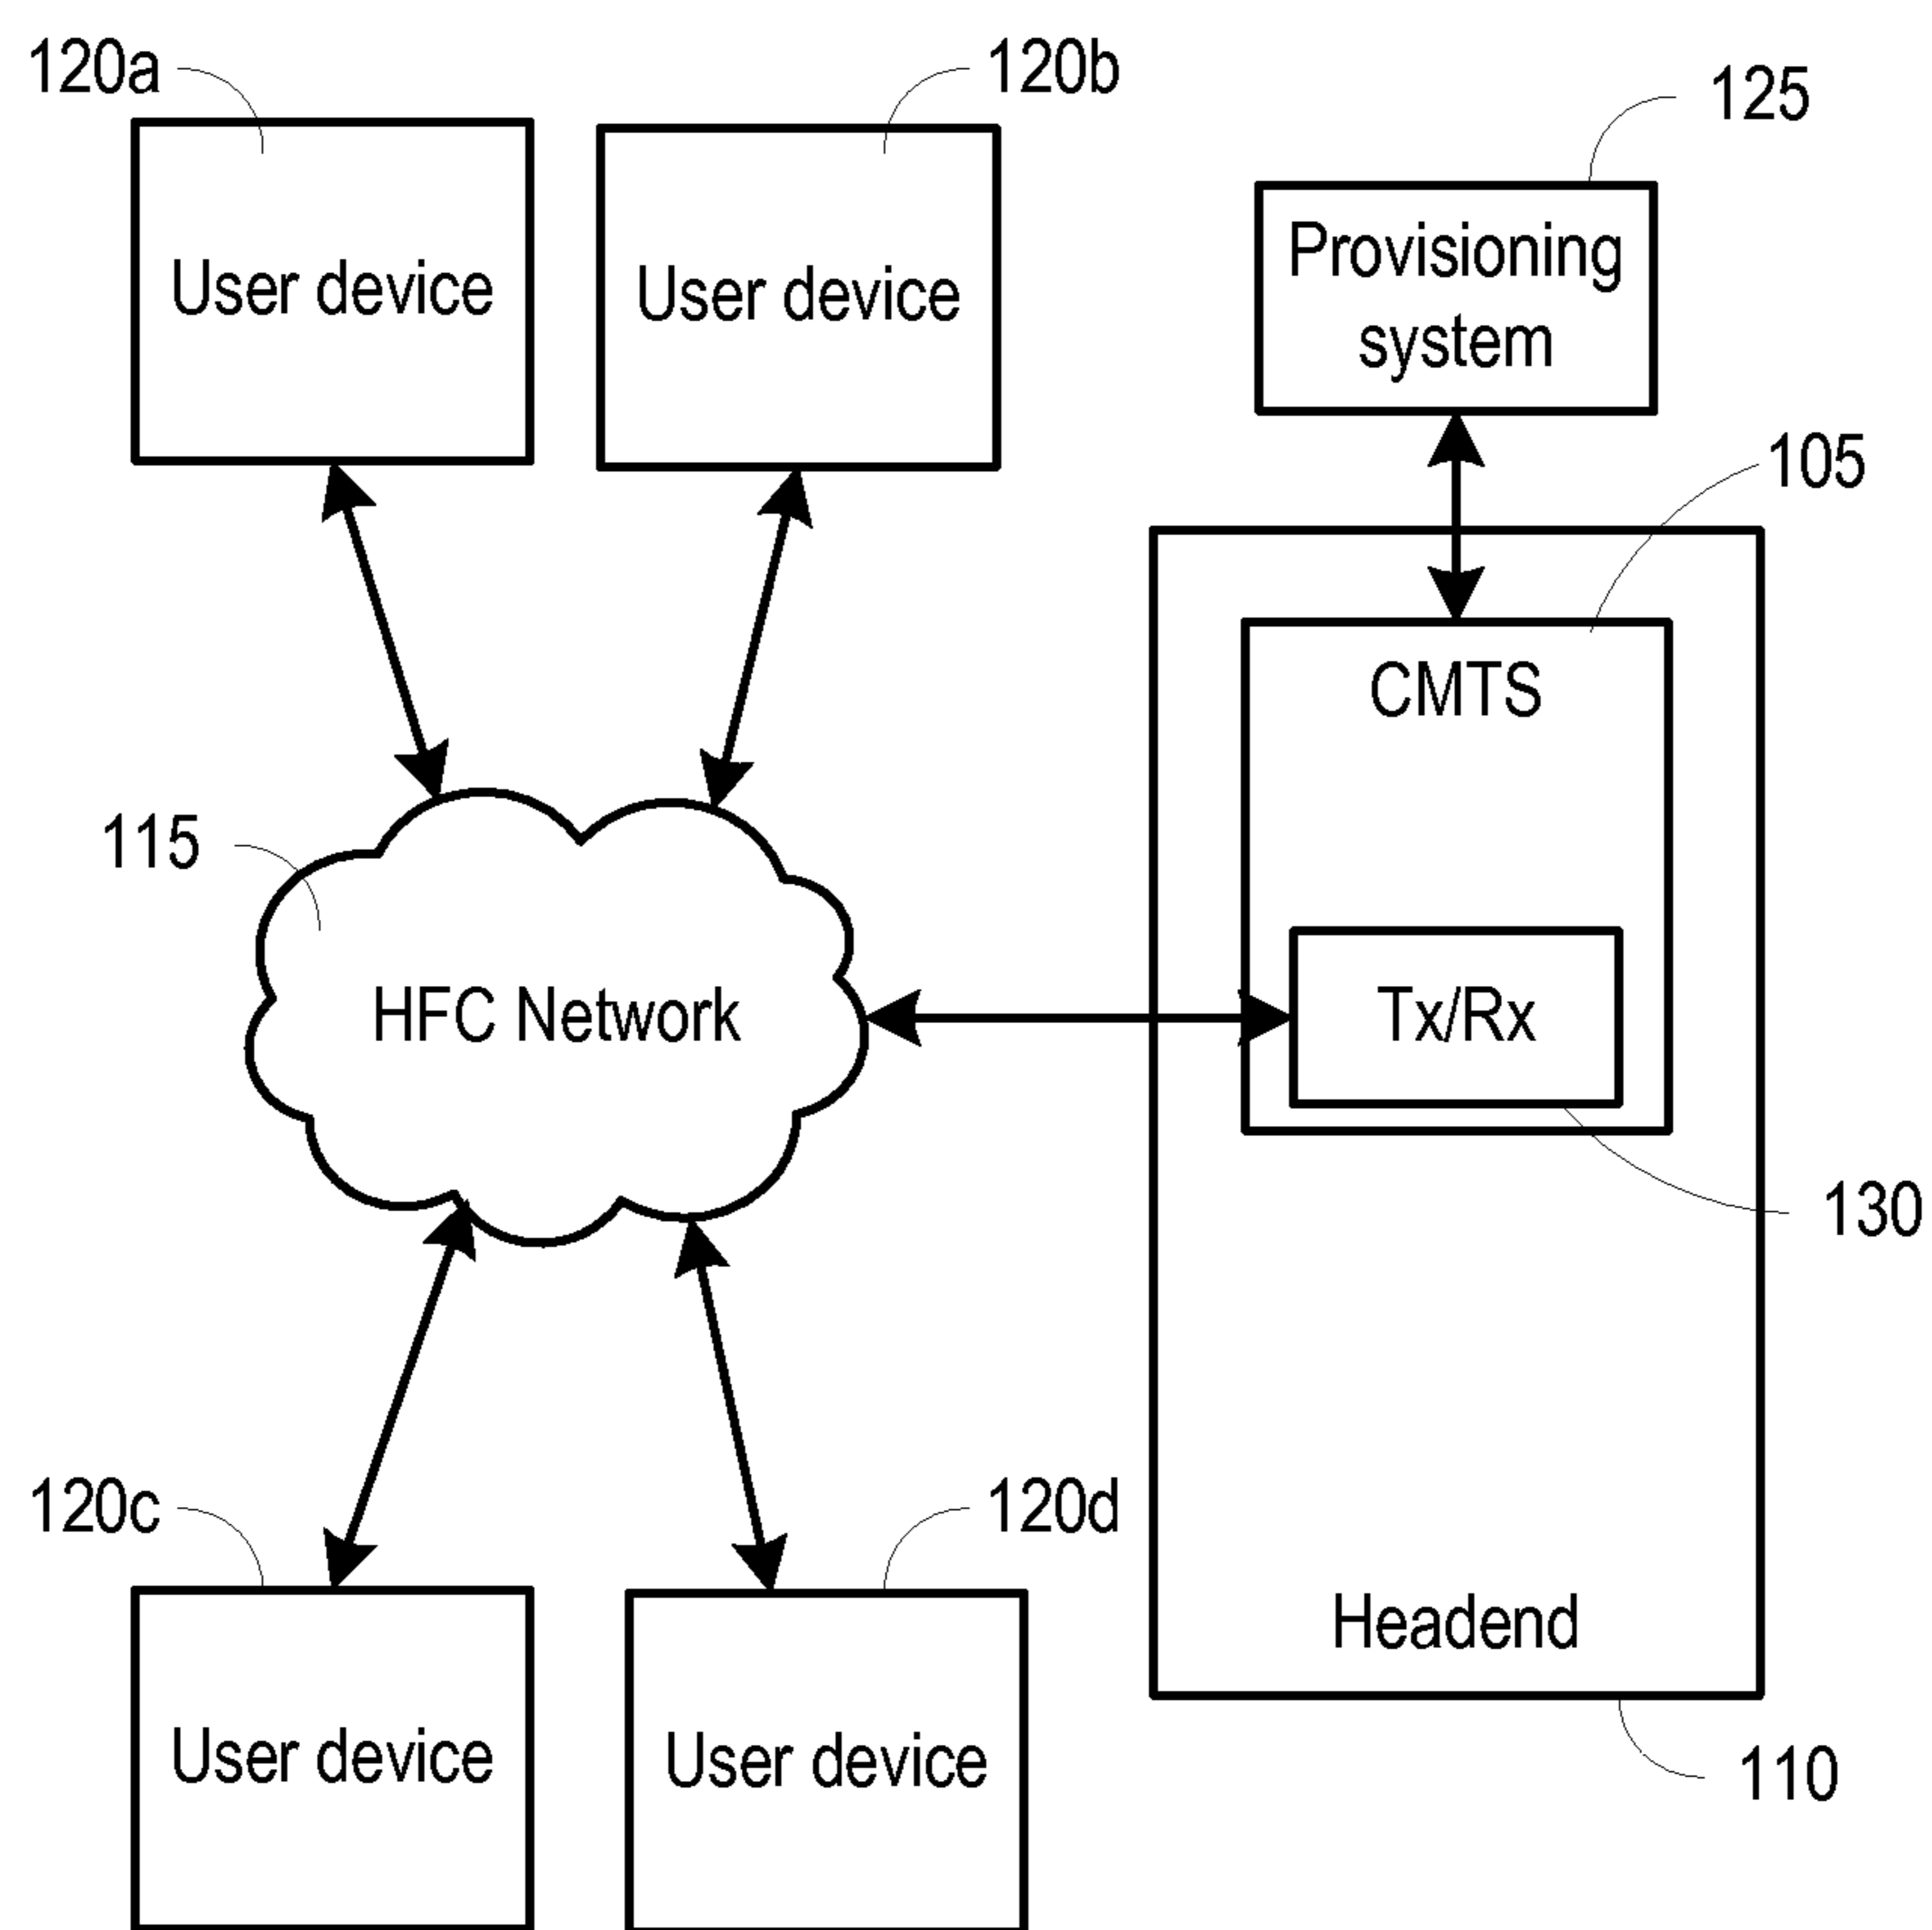 120a
120b
125
User device
User device
Provisioning
system
105
CMTS
115
HFC Network
Tx/Rx
130
120c
120d
Headend
User device
User device
110